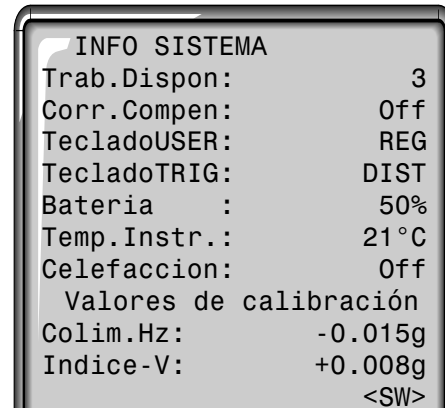 INFO SISTEMA
Trab.Dispon: 3
Corr.Compen: Off
TecladoUSER: REG
TecladoTRIG: DIST
Bateria : 50%
Temp.Instr.: 21°C
Celefaccion: Off
Valores de calibración
Colim.Hz: -0.015g
Indice-V: +0.008g
<SW>